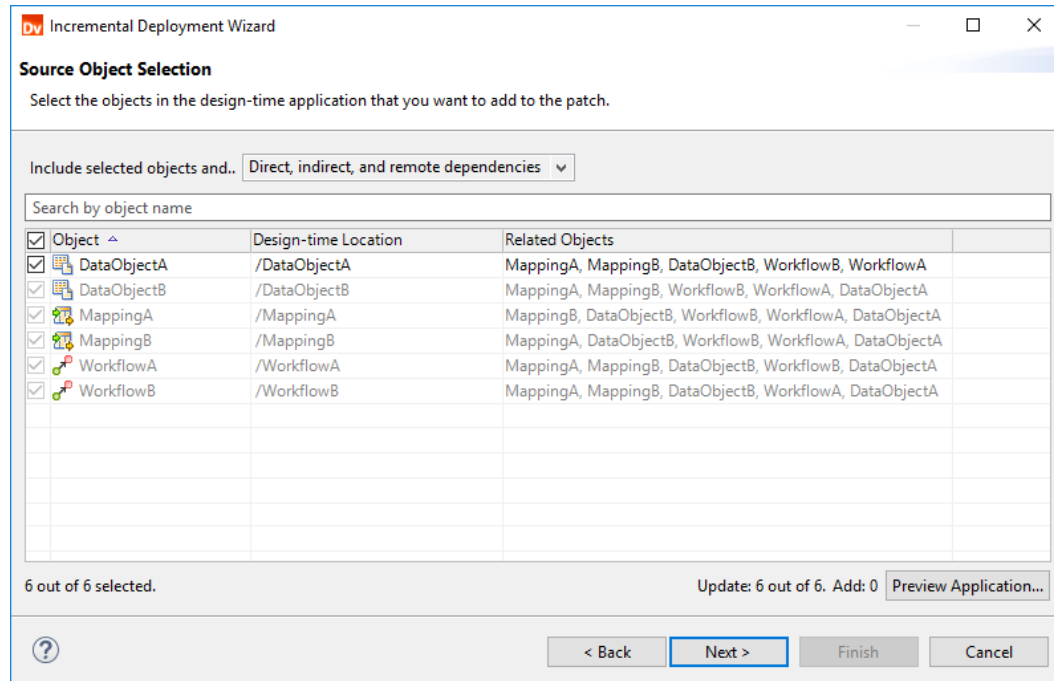 Dv Incremental Deployment Wizard
Source Object Selection
Select the objects in the design-time application that you want to add to the patch.
Include selected objects and.. Direct, indirect, and remote dependencies
Search by object name
Object Design-time Location Related Objects
DataObjectA /DataObjectA MappingA, MappingB, DataObjectB, WorkflowB, WorkflowA
DataObjectB /DataObjectB MappingA, MappingB, WorkflowB, WorkflowA, DataObjectA
MappingA /MappingA MappingB, DataObjectB, WorkflowB, WorkflowA, DataObjectA
MappingB /MappingB MappingA, DataObjectB, WorkflowB, WorkflowA, DataObjectA
WorkflowA /WorkflowA MappingA, MappingB, DataObjectB, WorkflowB, DataObjectA
WorkflowB /WorkflowB MappingA, MappingB, DataObjectB, WorkflowA, DataObjectA
6 out of 6 selected. Update: 6 out of 6. Add: 0 Preview Application...
? < Back Next > Finish Cancel